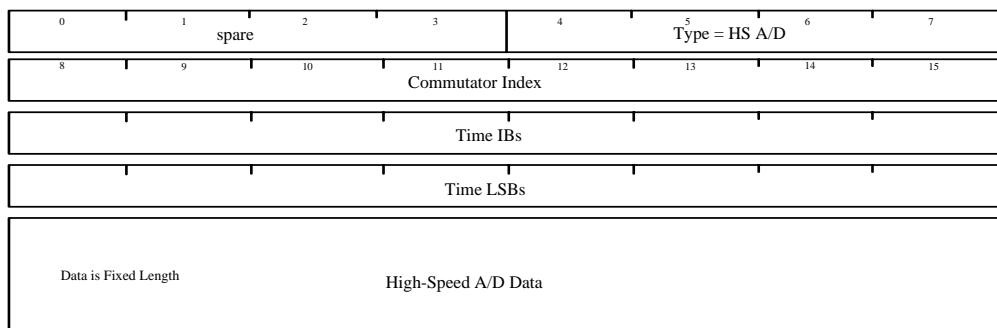 0 1 2 3 4 5 6 7
spare Type = HS A/D
8 9 10 11 12 13 14 15
Commutator Index
Time IBs
Time LSBs
Data is Fixed Length
High-Speed A/D Data